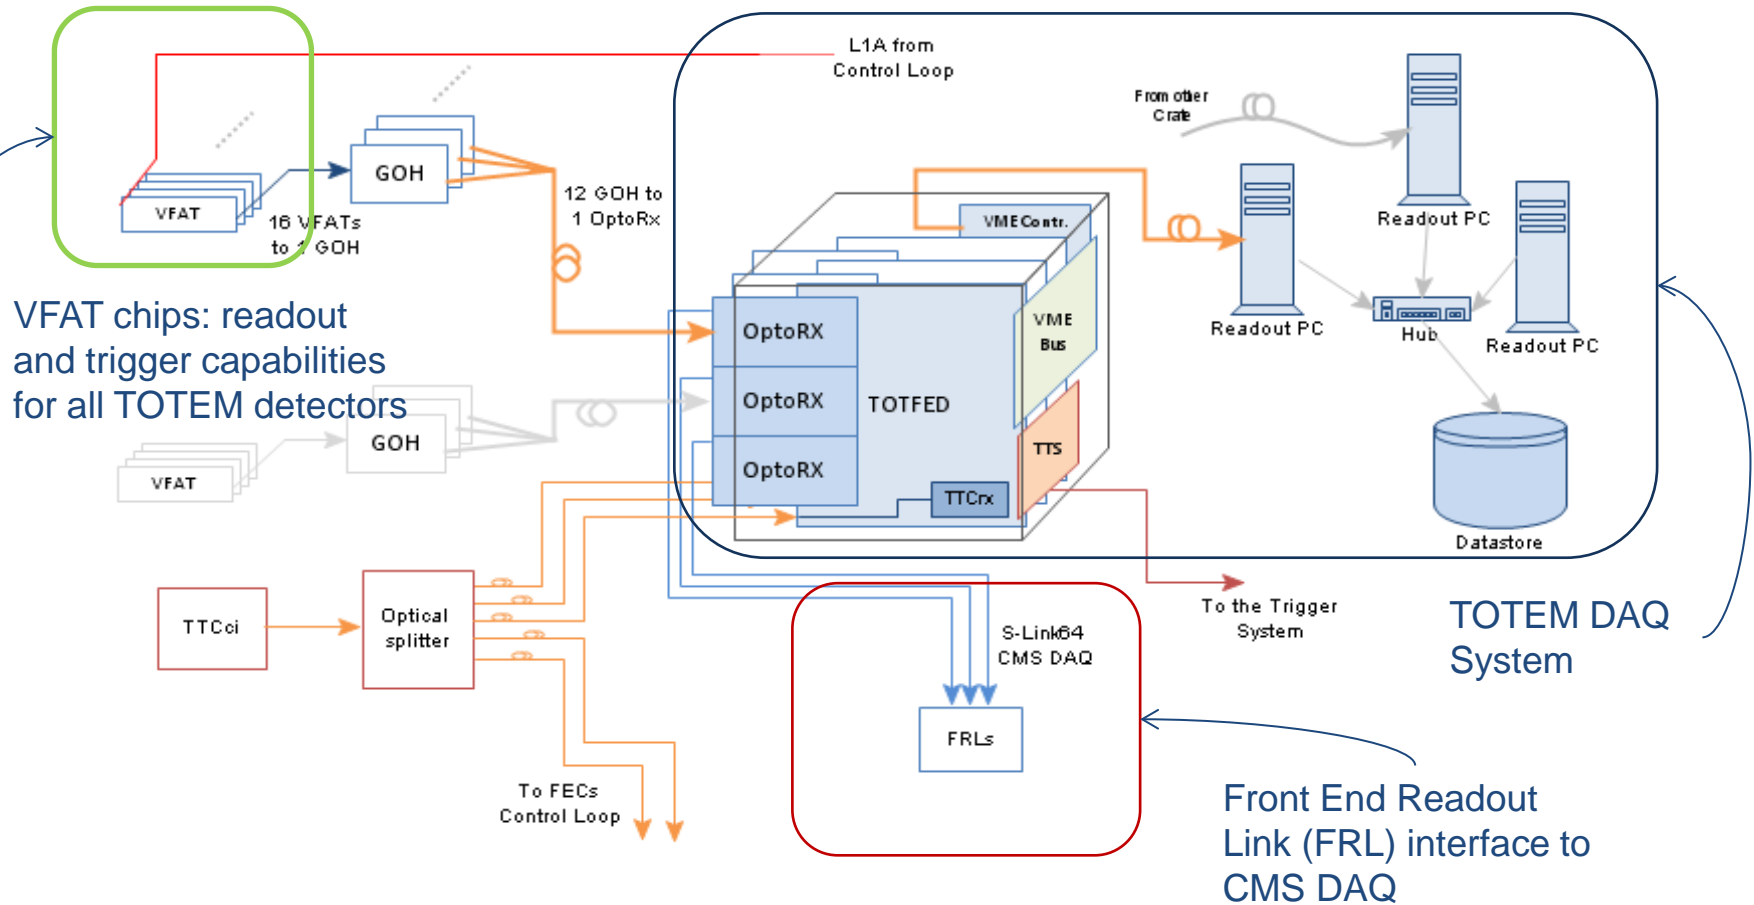 L1A from
Control Loop
From other
Crate
GOH
VFAT
16 VFATs
to 1 GOH
12 GOH to
1 OptoRx
VME Contr.
Readout PC
Readout PC
Hub
Readout PC
VFAT chips: readout
and trigger capabilities
for all TOTEM detectors
OptoRX
OptoRX
OptoRX
TOTFED
VME
Bus
TTS
TTCrx
GOH
VFAT
Datastore
TTCci
Optical
splitter
S-Link64
CMS DAQ
FRLs
To the Trigger
System
TOTEM DAQ
System
To FECs
Control Loop
Front End Readout
Link (FRL) interface to
CMS DAQ